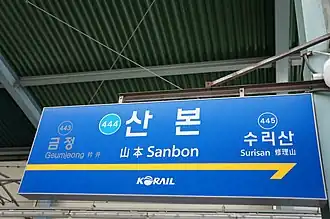 443
금정
Geumjeong 衿井
444 산본
山本 Sanbon
445
수리산
Surisan 修理山
KORAIL